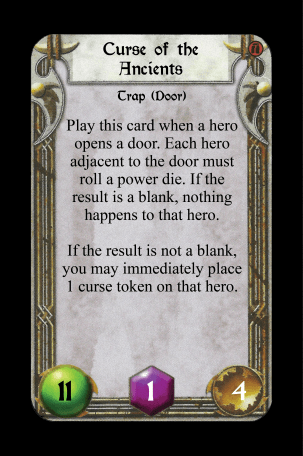 Curse of the
Ancients
Trap (Door)
Play this card when a hero
opens a door. Each hero
adjacent to the door must
roll a power die. If the
result is a blank, nothing
happens to that hero.
If the result is not a blank,
you may immediately place
1 curse token on that hero.
11
1
4